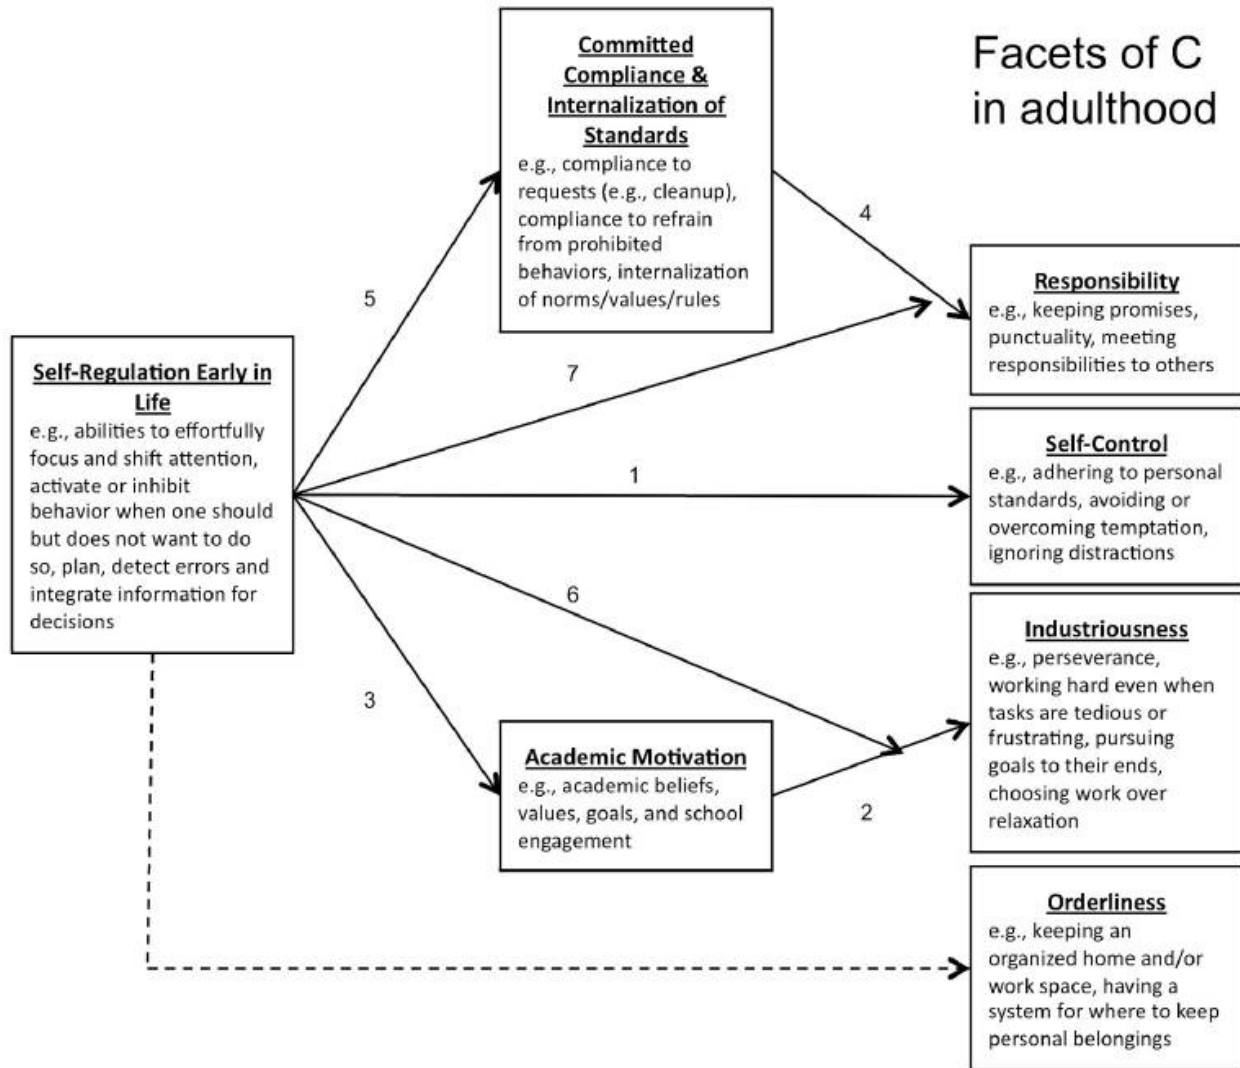 Facets of C
in adulthood
Committed
Compliance &
Internalization of
Standards
e.g., compliance to
requests (e.g., cleanup),
compliance to refrain
from prohibited
behaviors, internalization
of norms/values/rules
4
5
7
Responsibility
e.g., keeping promises,
punctuality, meeting
responsibilities to others
Self-Regulation Early in
Life
e.g., abilities to effortfully
focus and shift attention,
activate or inhibit
behavior when one should
but does not want to do
so, plan, detect errors and
integrate information for
decisions
1
Self-Control
e.g., adhering to personal
standards, avoiding or
overcoming temptation,
ignoring distractions
6
3
Academic Motivation
e.g., academic beliefs,
values, goals, and school
engagement
2
Industriousness
e.g., perseverance,
working hard even when
tasks are tedious or
frustrating, pursuing
goals to their ends,
choosing work over
relaxation
Orderliness
e.g., keeping an
organized home and/or
work space, having a
system for where to keep
personal belongings